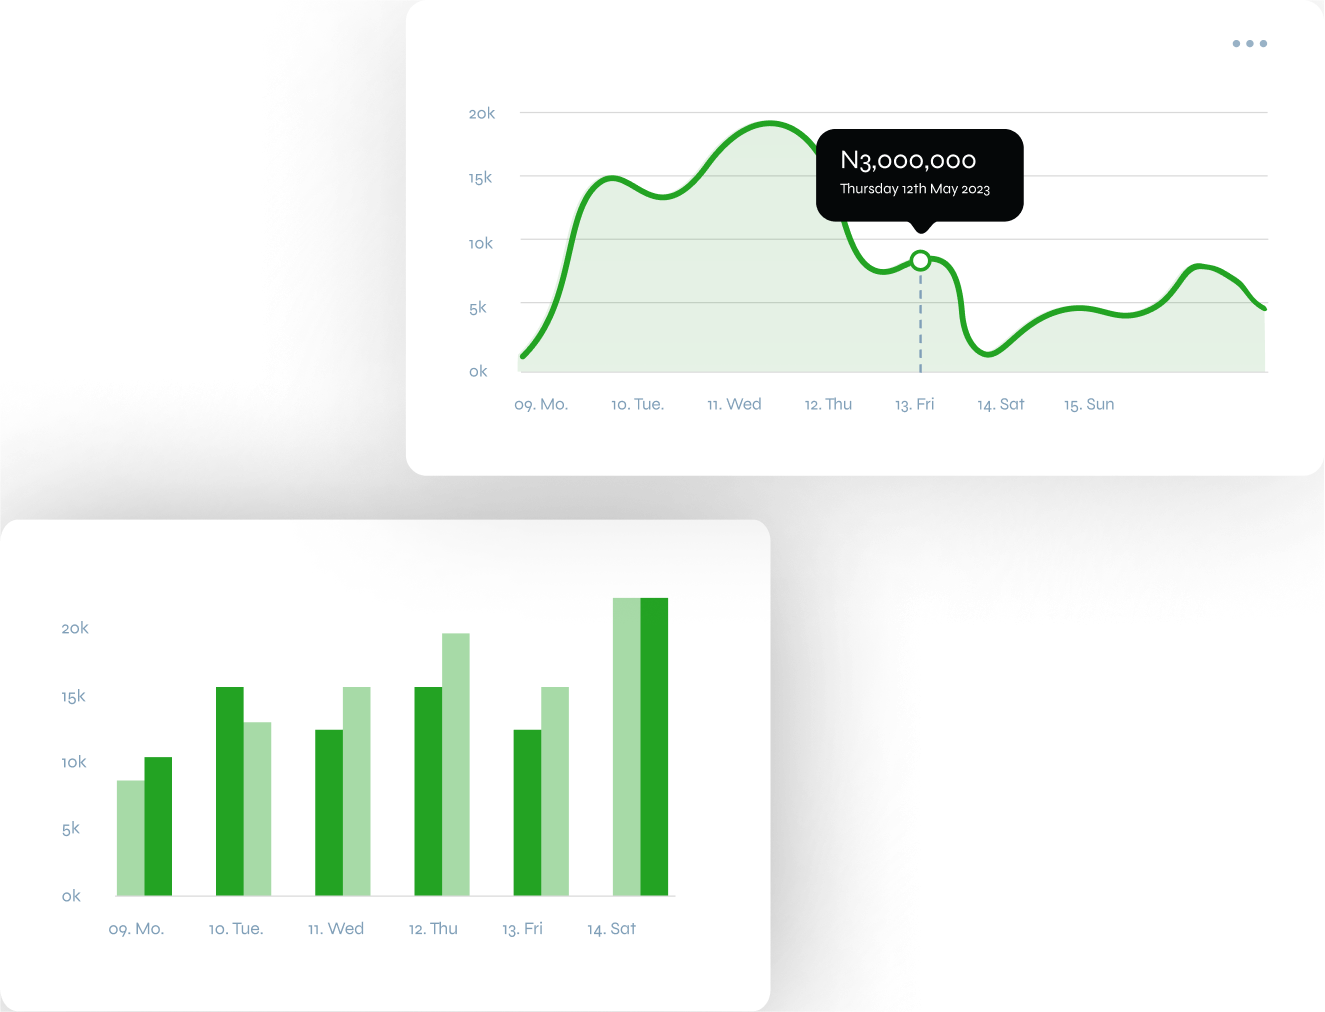 20k
15k
10k
5k
0k
N3,000,000
Thursday 12th May 2023
09. Mo. 10. Tue. 11. Wed 12. Thu 13. Fri 14. Sat 15. Sun
20k
15k
10k
5k
0k
09. Mo. 10. Tue. 11. Wed 12. Thu 13. Fri 14. Sat